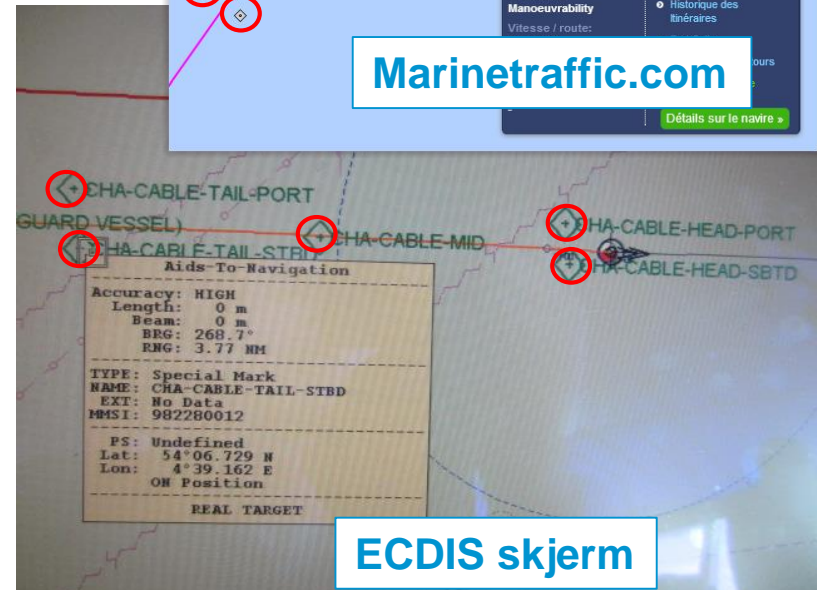 Manoeuvrability
Historique des
Itinéraires
Vitesse / route:
tours
Marinetraffic.com
Détails sur le navire »
CHA-CABLE-TAIL-PORT
GUARD VESSEL)
CHA-CABLE-MID
CHA-CABLE-HEAD-PORT
HA-CABLE-TAIL-STBD
CHA-CABLE-HEAD-SBTD
Aids-To-Navigation
Accuracy: HIGH
Length: 0 m
Beam: 0 m
BRG: 268.7°
RNG: 3.77 NM
TYPE: Special Mark
NAME: CHA-CABLE-TAIL-STBD
EXT: No Data
MMSI: 982280012
PS: Undefined
Lat: 54°06.729 N
Lon: 4°39.162 E
ON Position
REAL TARGET
ECDIS skjerm